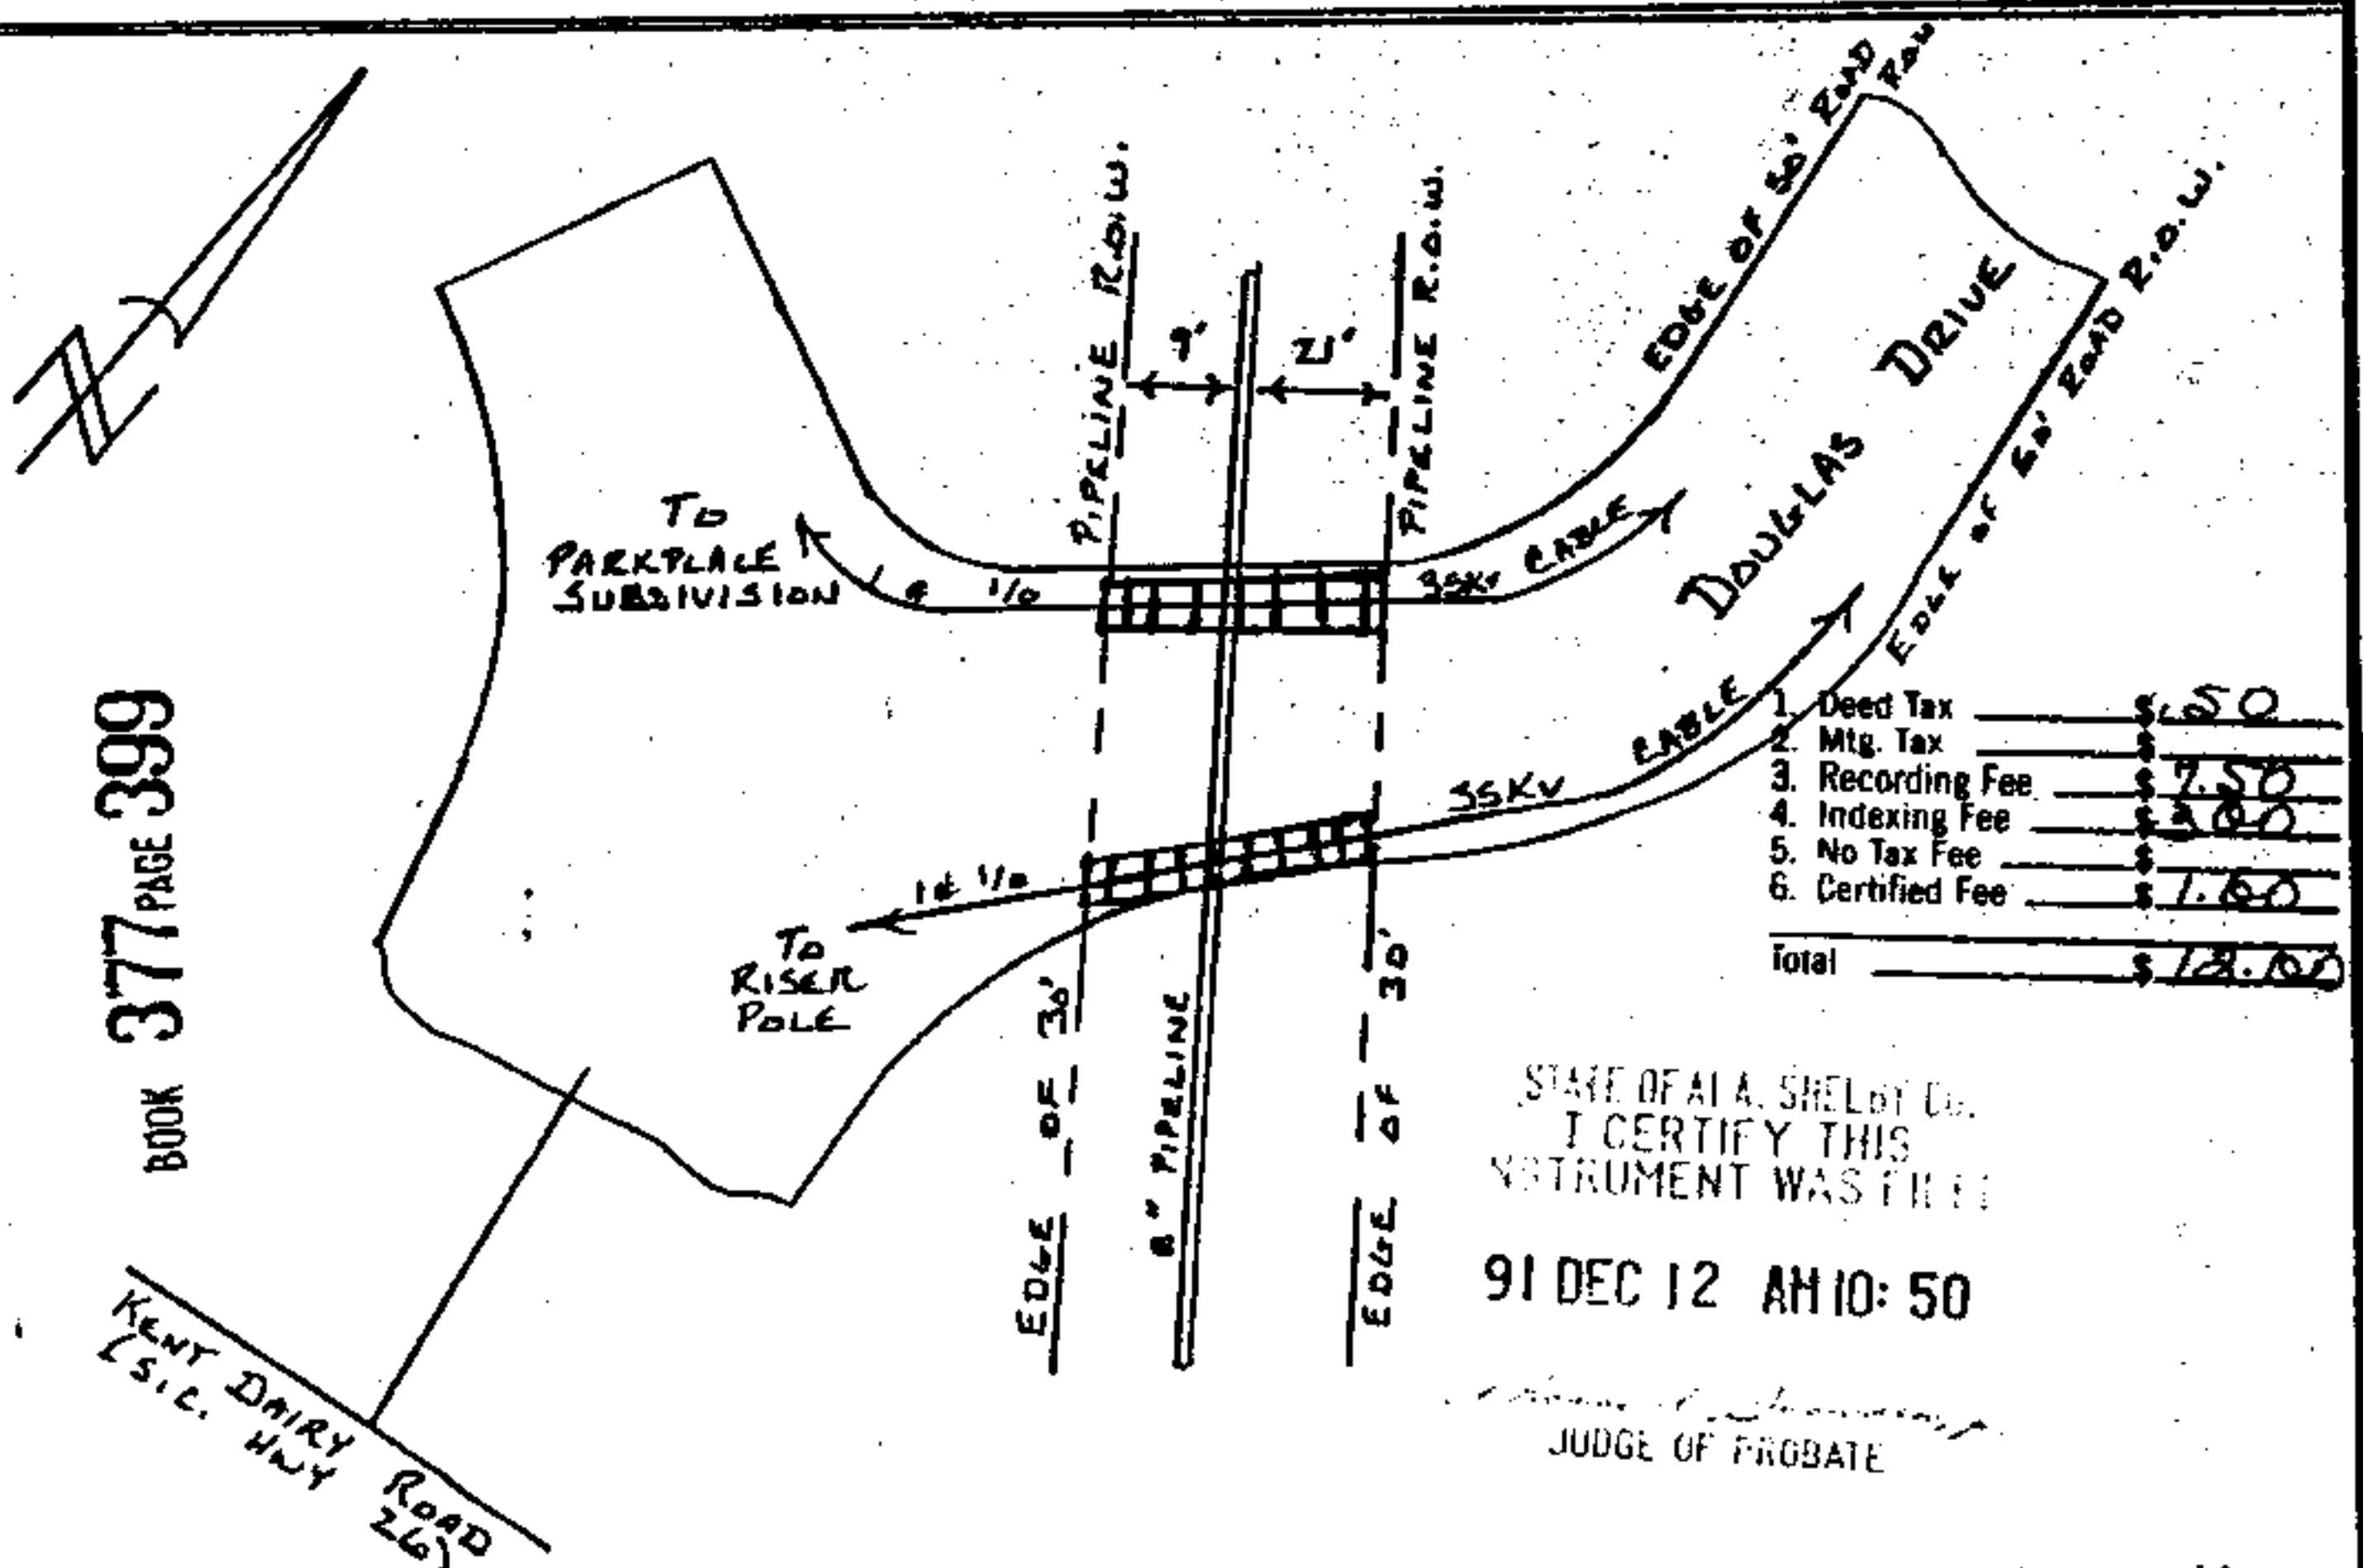 EDGE OF 50' ROAD ROW
PIPELINE R.O.W.
PIPELINE R.O.W.
9'
21'
N
DOUGLAS DRIVE
EDGE OF 50' ROAD R.O.W.
TO
PARKPLACE
SUBDIVISION
1/0 35KV CABLE
1¢ 1/0 35KV CABLE
TO
RISER
POLE
EDGE OF 30'
8" PIPELINE
EDGE OF 30'
BOOK 377 PAGE 399
KENT DAIRY ROAD
(S.C. HWY 26)
1. Deed Tax $ .50
2. Mtg. Tax $
3. Recording Fee $ 7.50
4. Indexing Fee $
5. No Tax Fee $
6. Certified Fee $ 1.00
Total $
STATE OF ALA. SHELBY CO.
I CERTIFY THIS
INSTRUMENT WAS FILED
91 DEC 12 AM 10:50
JUDGE OF PROBATE